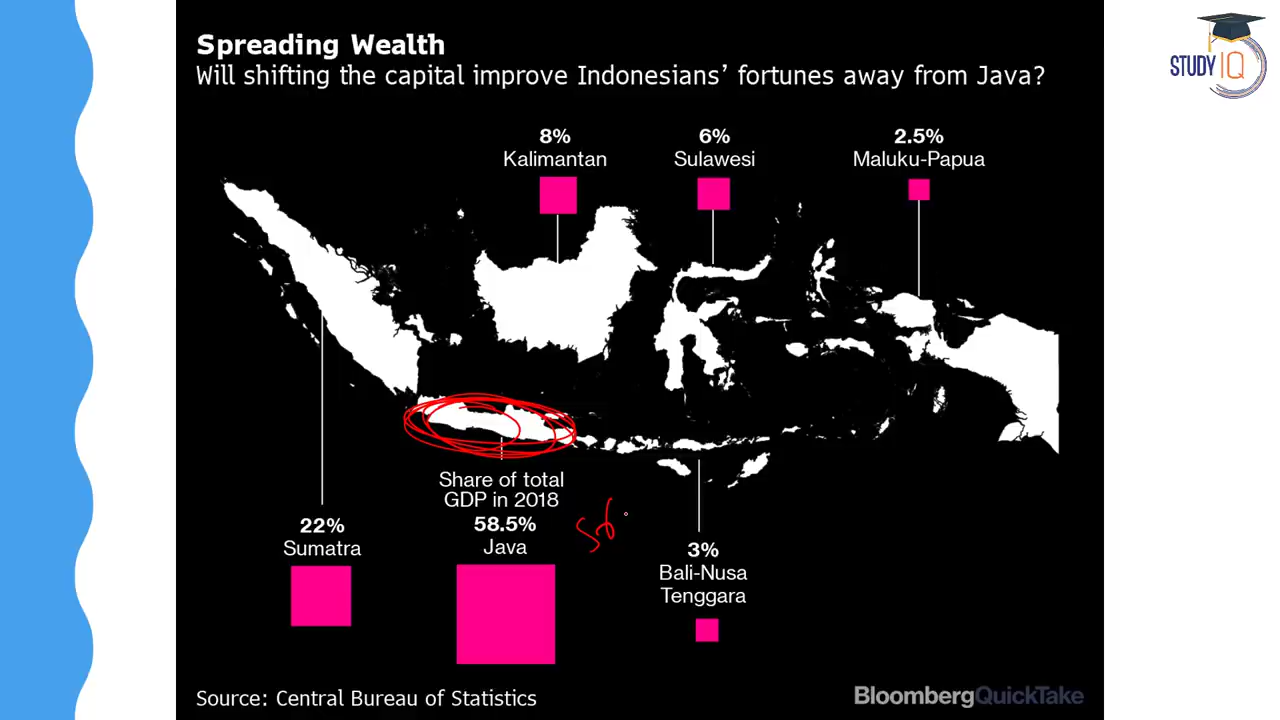 Spreading Wealth
Will shifting the capital improve Indonesians’ fortunes away from Java?
STUDY IQ
8%
Kalimantan
6%
Sulawesi
2.5%
Maluku-Papua
Share of total
GDP in 2018
58.5%
Java
22%
Sumatra
3%
Bali-Nusa
Tenggara
Source: Central Bureau of Statistics
BloombergQuickTake